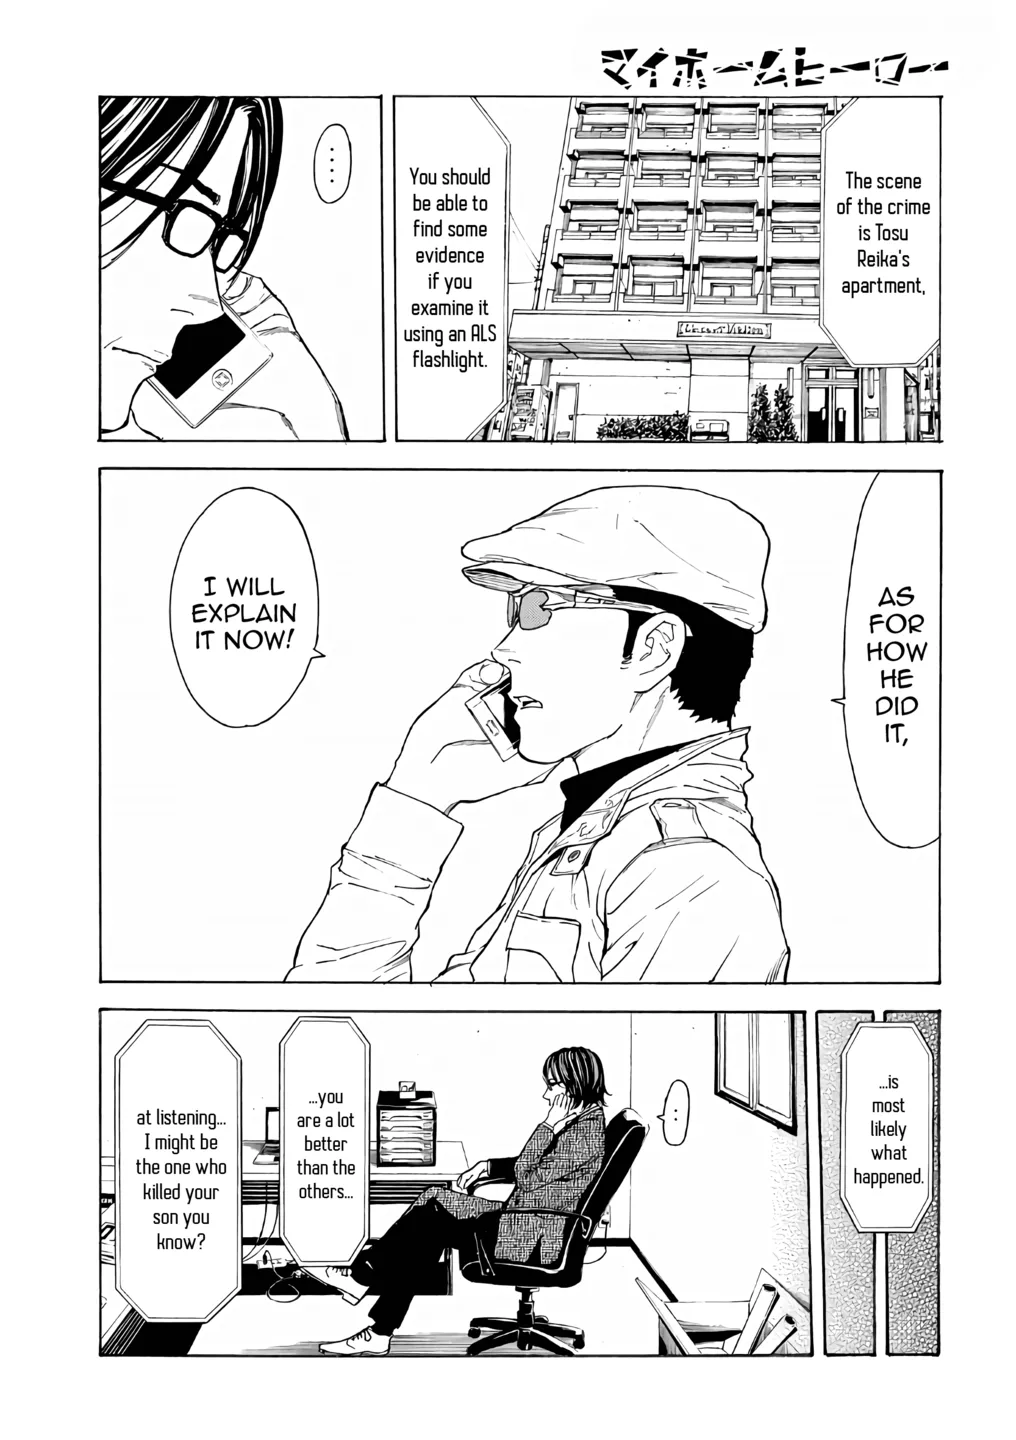 マイホームヒーロー
The scene
of the crime
is Tosu
Reika's
apartment,
You should
be able to
find some
evidence
if you
examine it
using an ALS
flashlight.
....
AS
FOR
HOW
HE
DID
IT,
I WILL
EXPLAIN
IT NOW!
...is
most
likely
what
happened.
...
...you
are a lot
better
than the
others...
at listening...
I might be
the one who
killed your
son you
know?